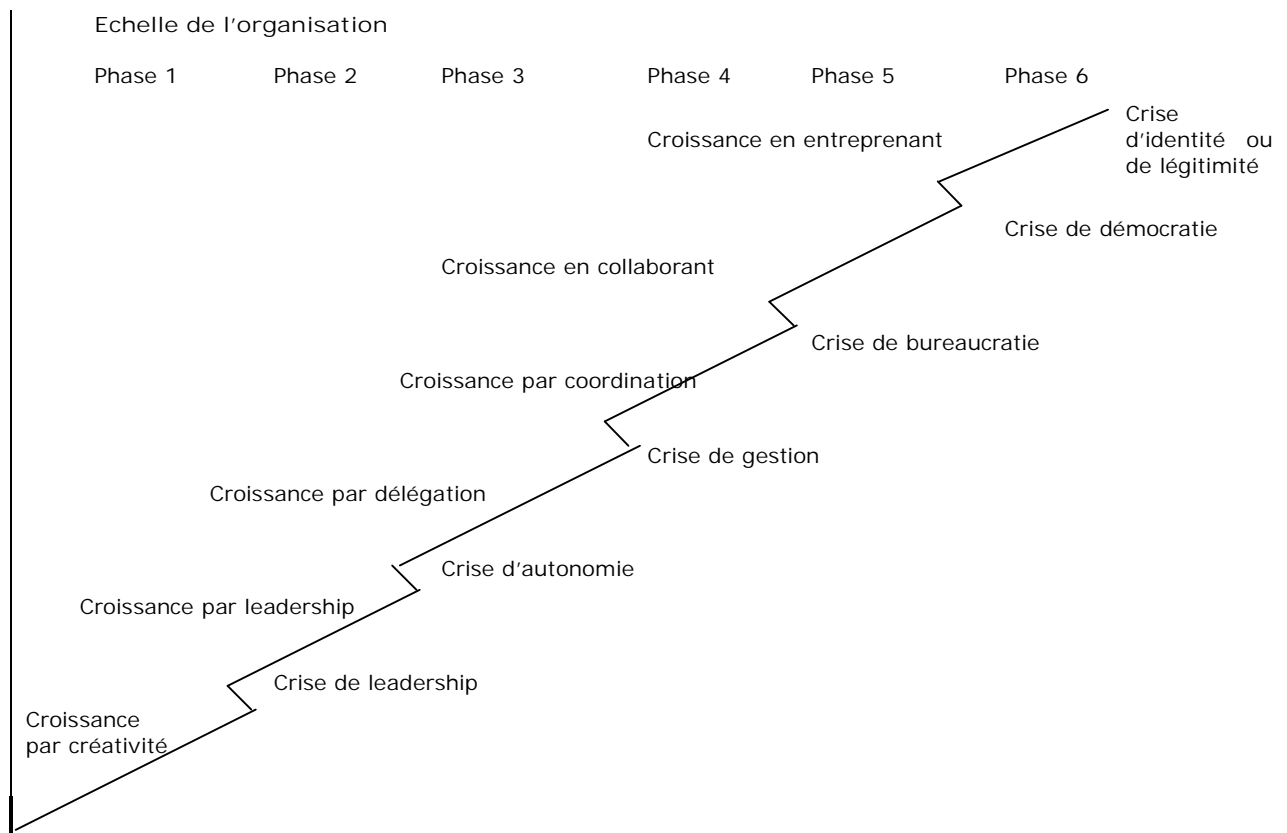 Echelle de l'organisation
Phase 1 Phase 2 Phase 3 Phase 4 Phase 5 Phase 6
Crise
d'identité ou
de légitimité
Croissance en entreprenant
Crise de démocratie
Croissance en collaborant
Crise de bureaucratie
Croissance par coordination
Crise de gestion
Croissance par délégation
Crise d'autonomie
Croissance par leadership
Crise de leadership
Croissance
par créativité